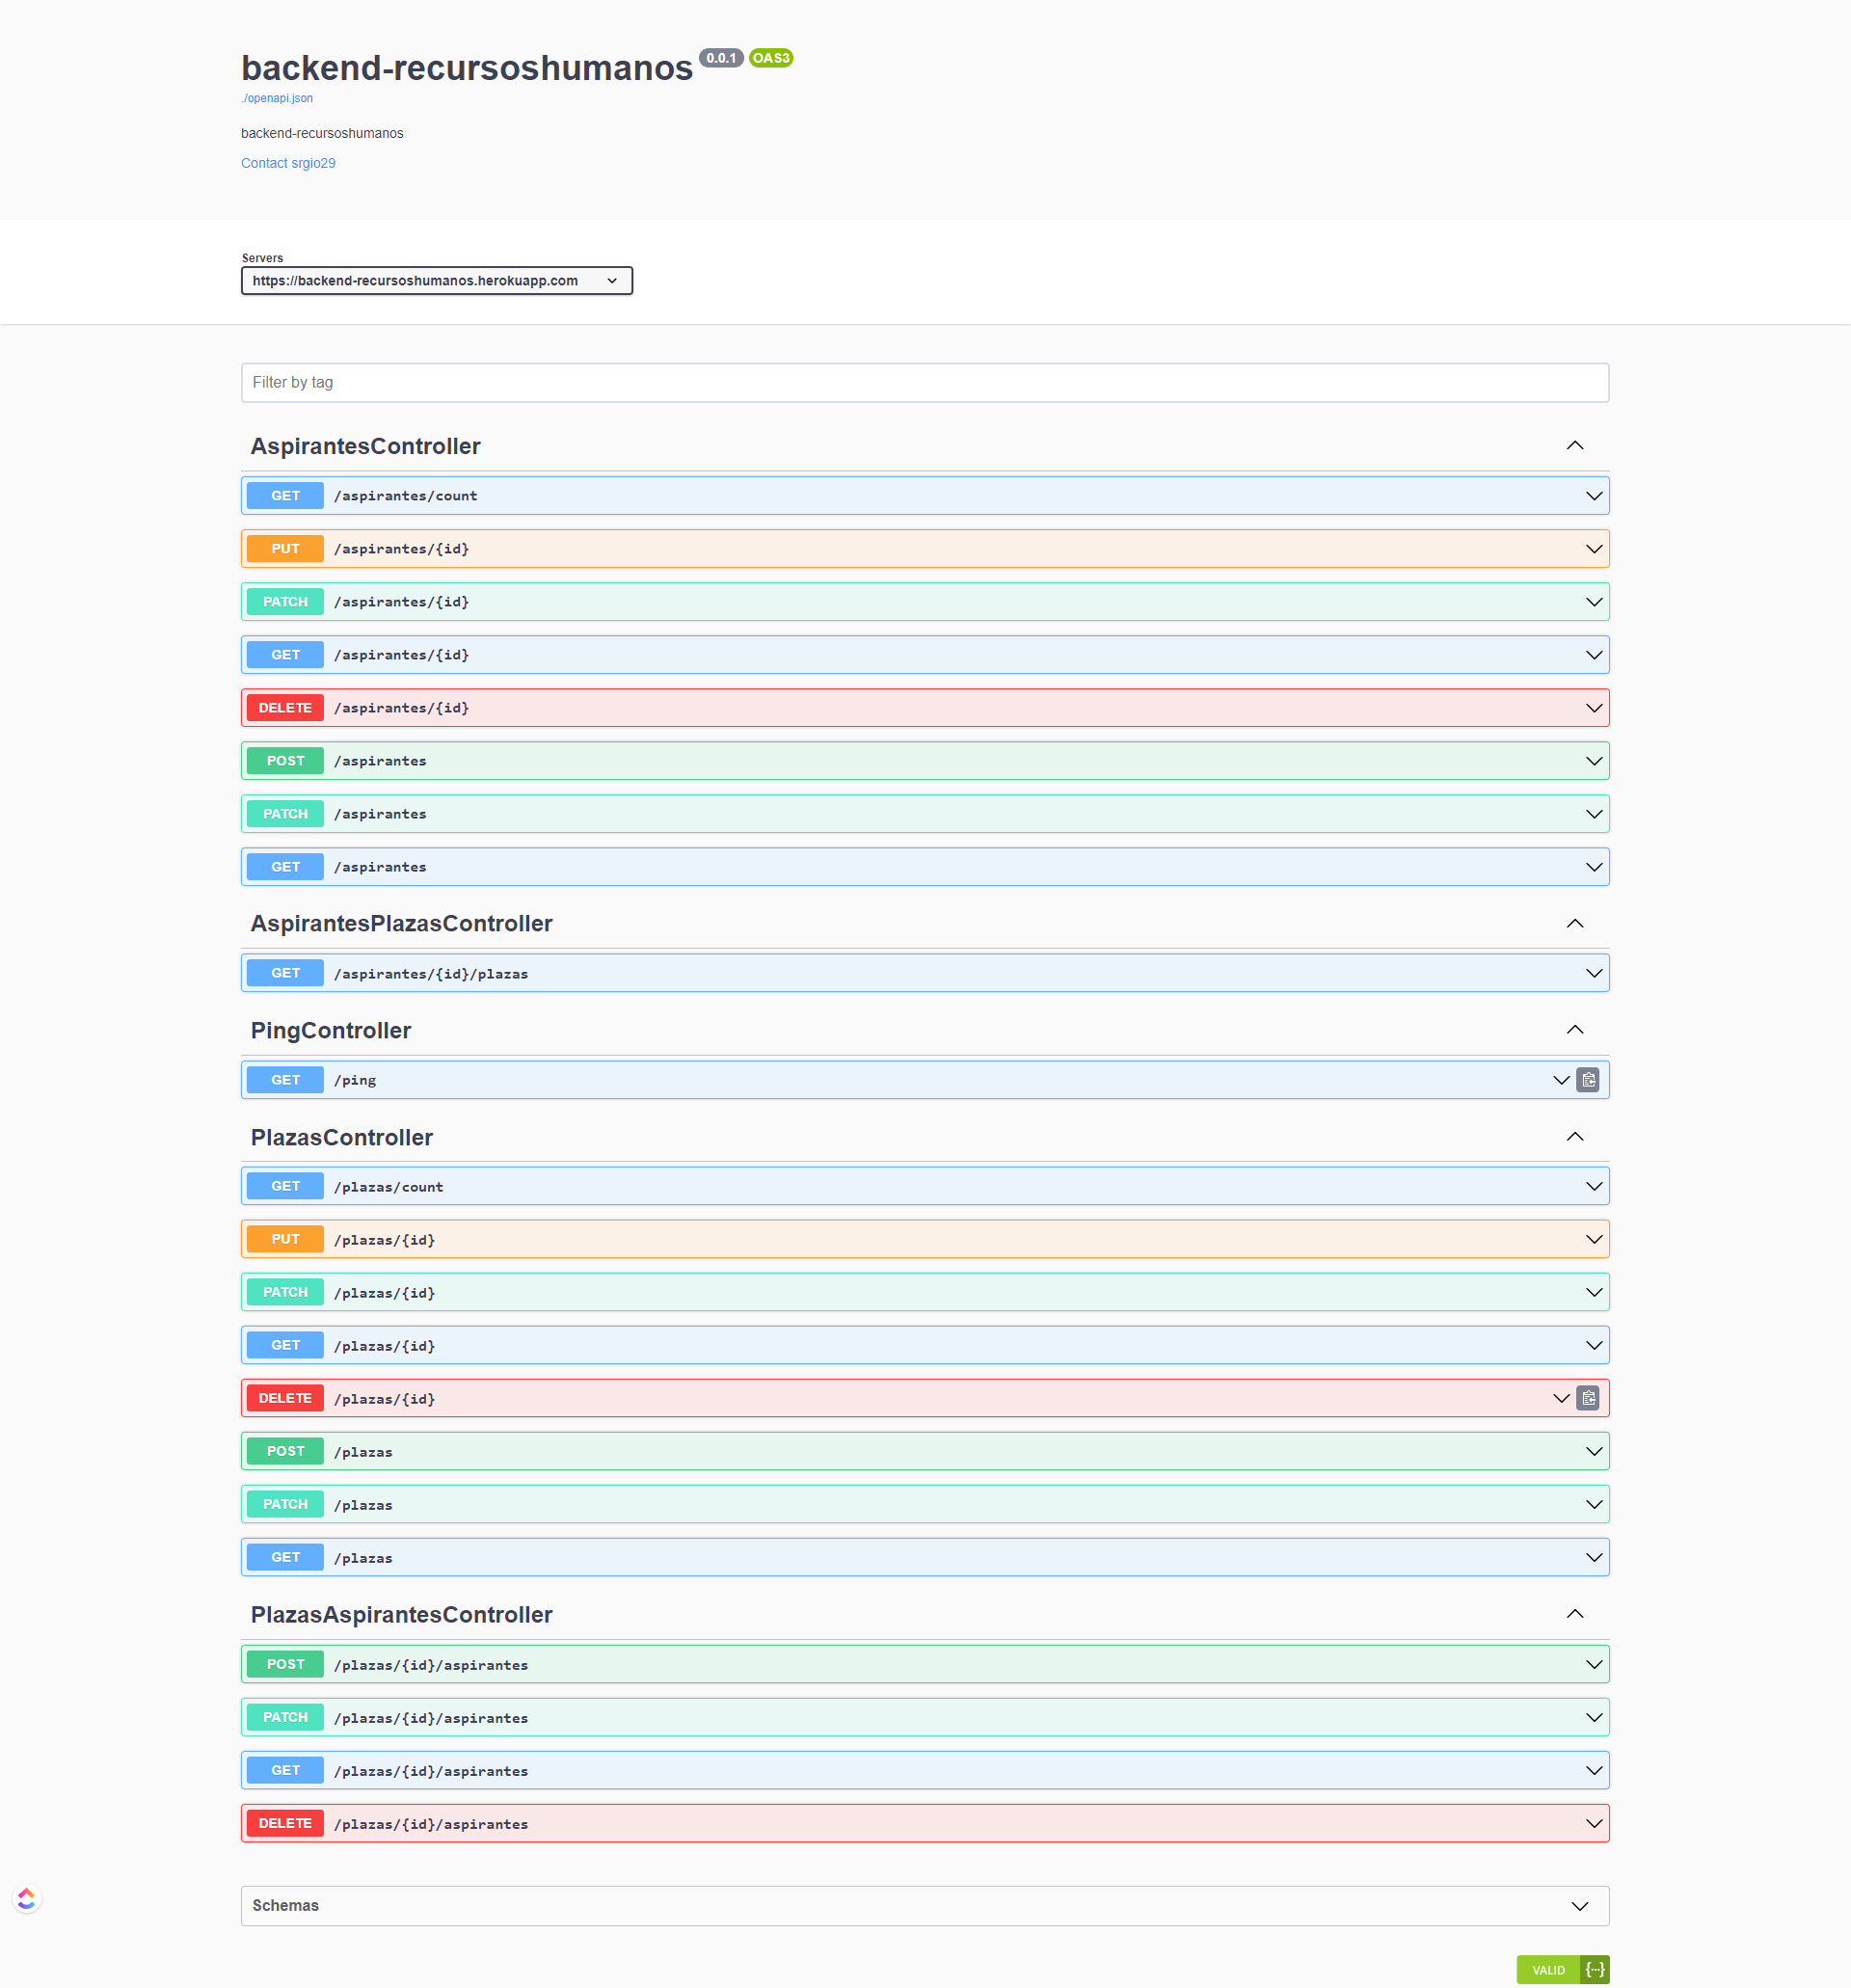 backend-recursoshumanos 0.0.1 OAS3
./openapi.json
backend-recursoshumanos
Contact srgio29
Servers
https://backend-recursoshumanos.herokuapp.com
Filter by tag
AspirantesController
GET /aspirantes/count
PUT /aspirantes/{id}
PATCH /aspirantes/{id}
GET /aspirantes/{id}
DELETE /aspirantes/{id}
POST /aspirantes
PATCH /aspirantes
GET /aspirantes
AspirantesPlazasController
GET /aspirantes/{id}/plazas
PingController
GET /ping
PlazasController
GET /plazas/count
PUT /plazas/{id}
PATCH /plazas/{id}
GET /plazas/{id}
DELETE /plazas/{id}
POST /plazas
PATCH /plazas
GET /plazas
PlazasAspirantesController
POST /plazas/{id}/aspirantes
PATCH /plazas/{id}/aspirantes
GET /plazas/{id}/aspirantes
DELETE /plazas/{id}/aspirantes
Schemas
VALID {···}